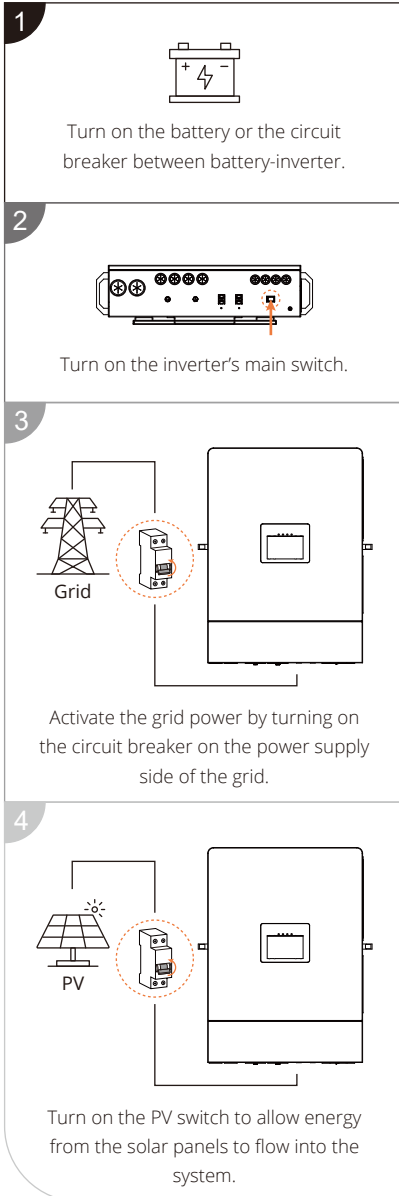 1
+ −
Turn on the battery or the circuit
breaker between battery-inverter.
2
Turn on the inverter’s main switch.
3
Grid
Activate the grid power by turning on
the circuit breaker on the power supply
side of the grid.
4
PV
Turn on the PV switch to allow energy
from the solar panels to flow into the
system.